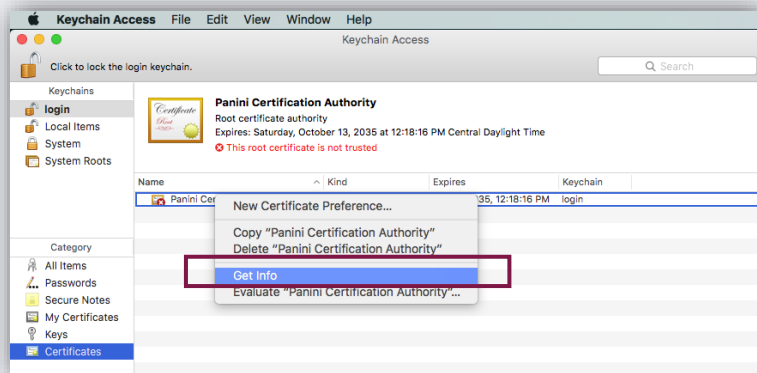 Keychain Access File Edit View Window Help
Keychain Access
Click to lock the login keychain.
Search
Keychains
login
Local Items
System
System Roots
Certificate
Root
Panini Certification Authority
Root certificate authority
Expires: Saturday, October 13, 2035 at 12:18:16 PM Central Daylight Time
This root certificate is not trusted
Name Kind Expires Keychain
Panini Cer 35, 12:18:16 PM login
New Certificate Preference...
Copy “Panini Certification Authority”
Delete “Panini Certification Authority”
Get Info
Evaluate “Panini Certification Authority”...
Category
All Items
Passwords
Secure Notes
My Certificates
Keys
Certificates